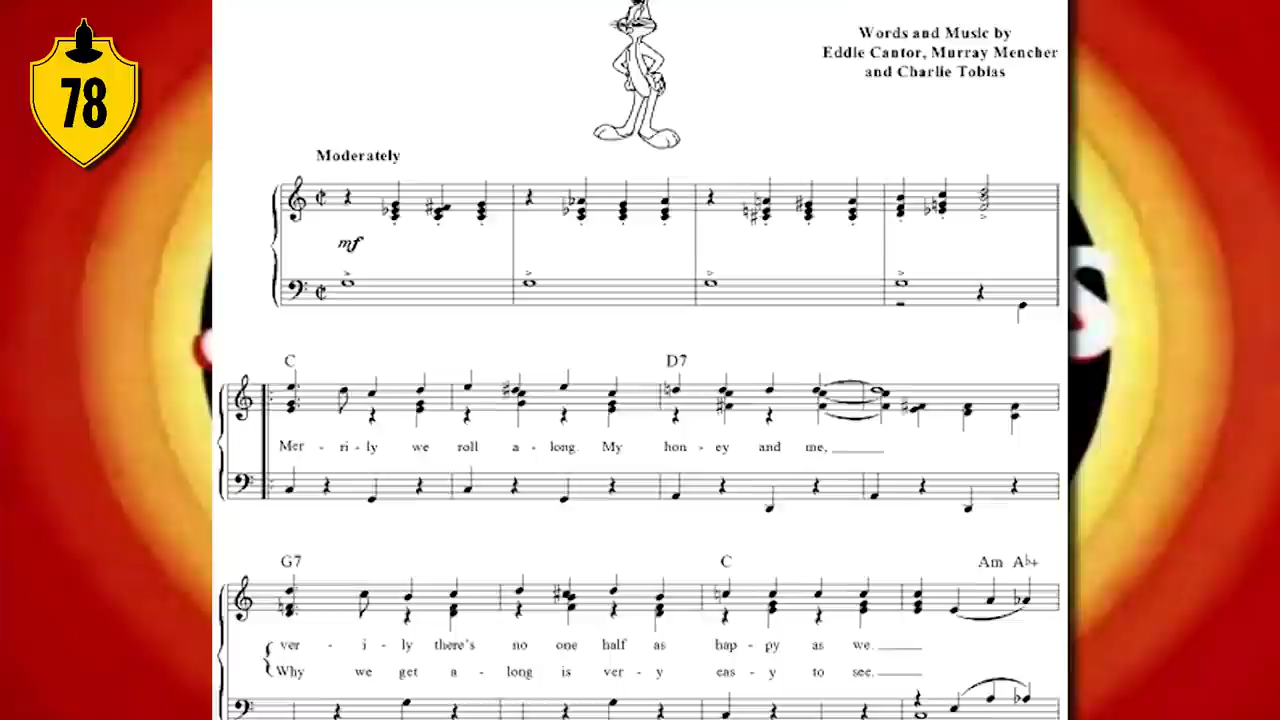 78
Words and Music by
Eddie Cantor, Murray Mencher
and Charlie Tobias
Moderately
mf
C D7
Mer - ri - ly we roll a - long. My hon - ey and me,
G7 C Am Ab+
ver - i - ly there's no one half as hap - py as we.
Why we get a - long is ver - y eas - y to see.